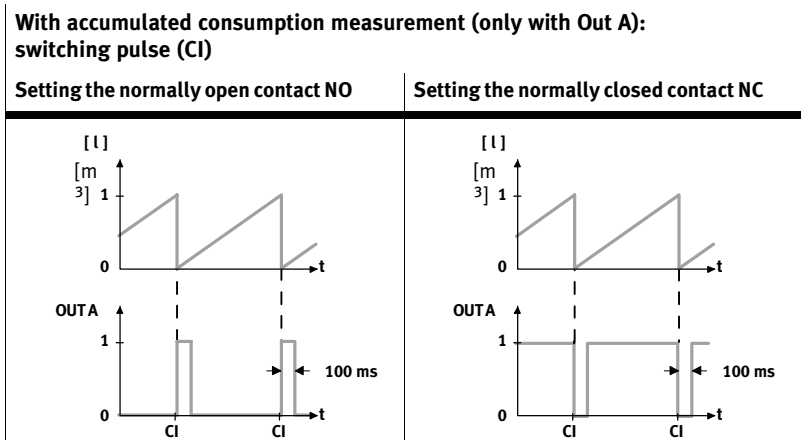 With accumulated consumption measurement (only with Out A):
switching pulse (CI)
Setting the normally open contact NO
Setting the normally closed contact NC
[ l ]
[m
3] 1
0
t
OUT A
1
100 ms
0
t
CI
CI
[ l ]
[m
3] 1
0
t
OUT A
1
100 ms
0
t
CI
CI